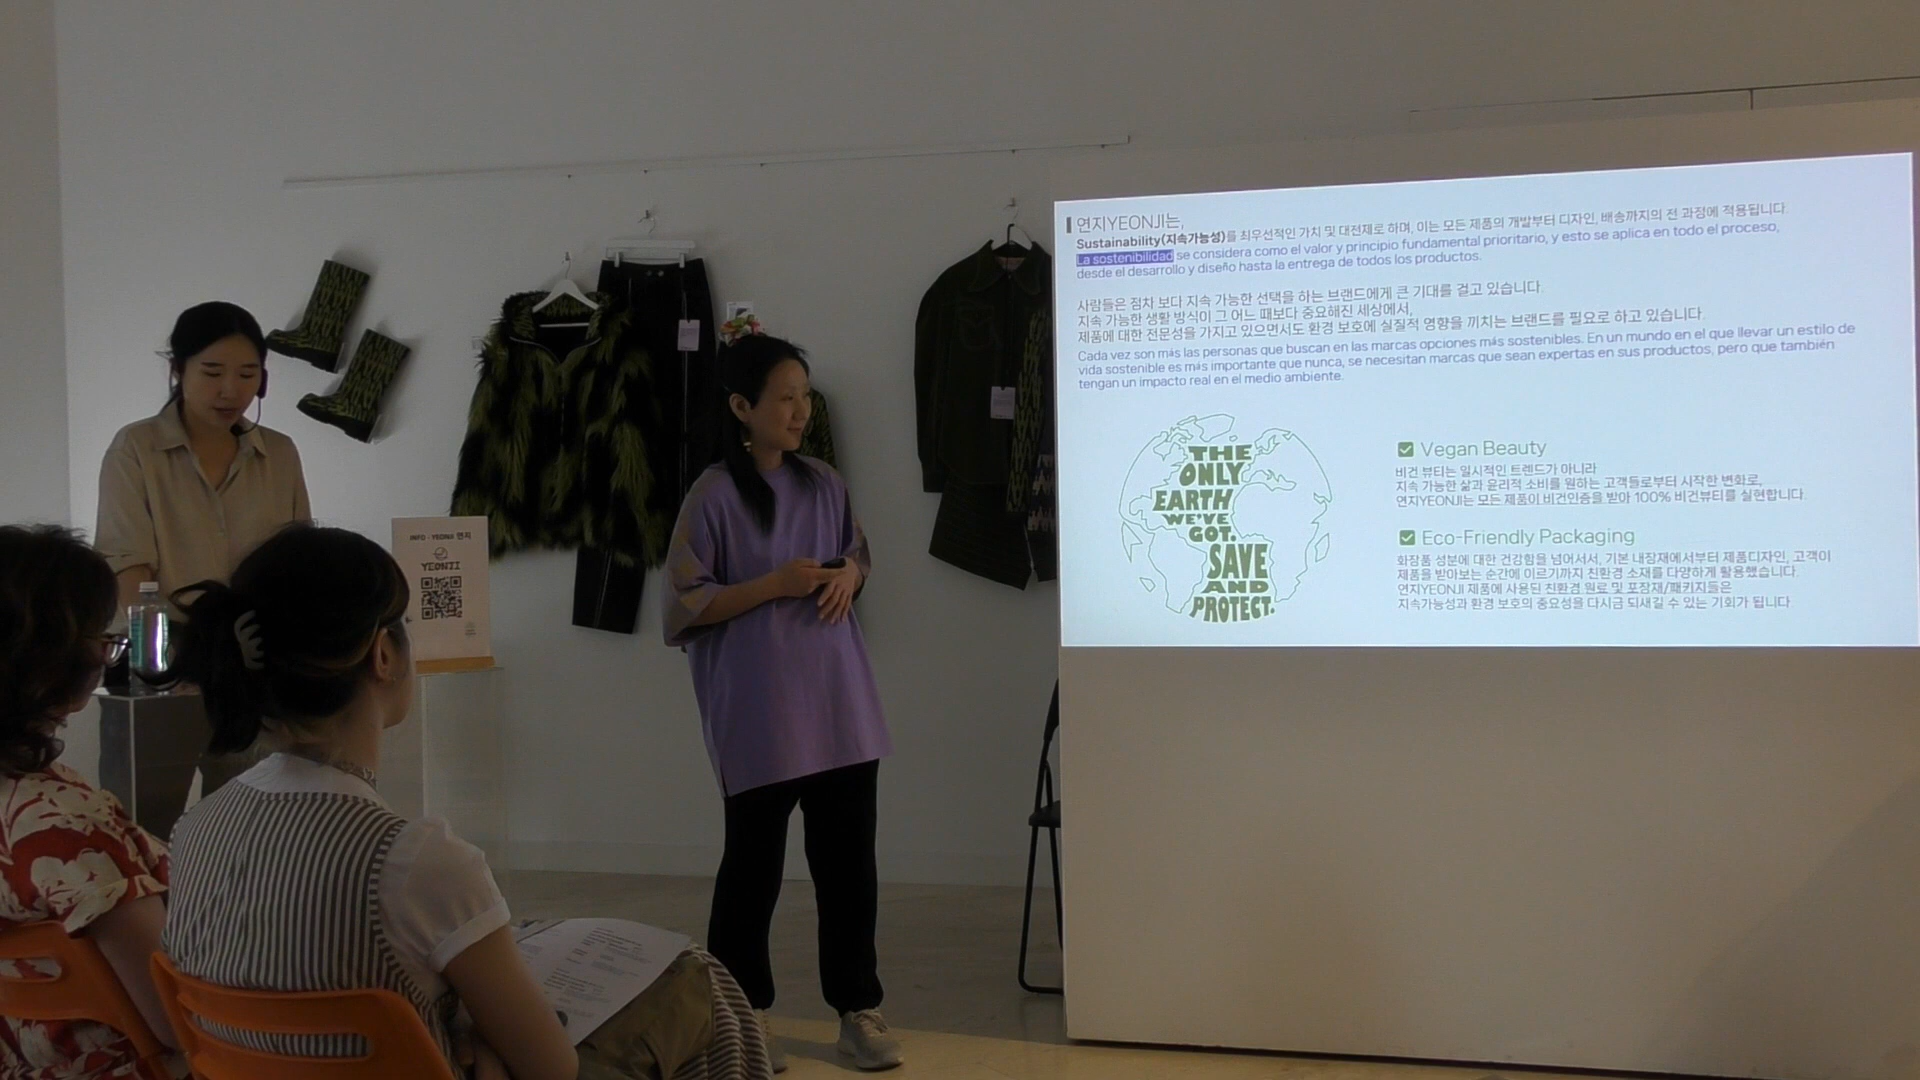 INFO - YEONJI 연지
YEONJI
연지YEONJI는,
Sustainability(지속가능성)를 최우선적인 가치 및 대전제로 하며, 이는 모든 제품의 개발부터 디자인, 배송까지의 전 과정에 적용됩니다.
La sostenibilidad se considera como el valor y principio fundamental prioritario, y esto se aplica en todo el proceso,
desde el desarrollo y diseño hasta la entrega de todos los productos.
사람들은 점차 보다 지속 가능한 선택을 하는 브랜드에게 큰 기대를 걸고 있습니다.
지속 가능한 생활 방식이 그 어느 때보다 중요해진 세상에서,
제품에 대한 전문성을 가지고 있으면서도 환경 보호에 실질적 영향을 끼치는 브랜드를 필요로 하고 있습니다.
Cada vez son más las personas que buscan en las marcas opciones más sostenibles. En un mundo en el que llevar un estilo de
vida sostenible es más importante que nunca, se necesitan marcas que sean expertas en sus productos, pero que también
tengan un impacto real en el medio ambiente.
THE
ONLY
EARTH
WE'VE
GOT.
SAVE
AND
PROTECT.
Vegan Beauty
비건 뷰티는 일시적인 트렌드가 아니라
지속 가능한 삶과 윤리적 소비를 원하는 고객들로부터 시작한 변화로,
연지YEONJI는 모든 제품이 비건인증을 받아 100% 비건뷰티를 실현합니다.
Eco-Friendly Packaging
화장품 성분에 대한 건강함을 넘어서서, 기본 내장재에서부터 제품디자인, 고객이
제품을 받아보는 순간에 이르기까지 친환경 소재를 다양하게 활용했습니다.
연지YEONJI 제품에 사용된 친환경 원료 및 포장재/패키지들은
지속가능성과 환경 보호의 중요성을 다시금 되새길 수 있는 기회가 됩니다.